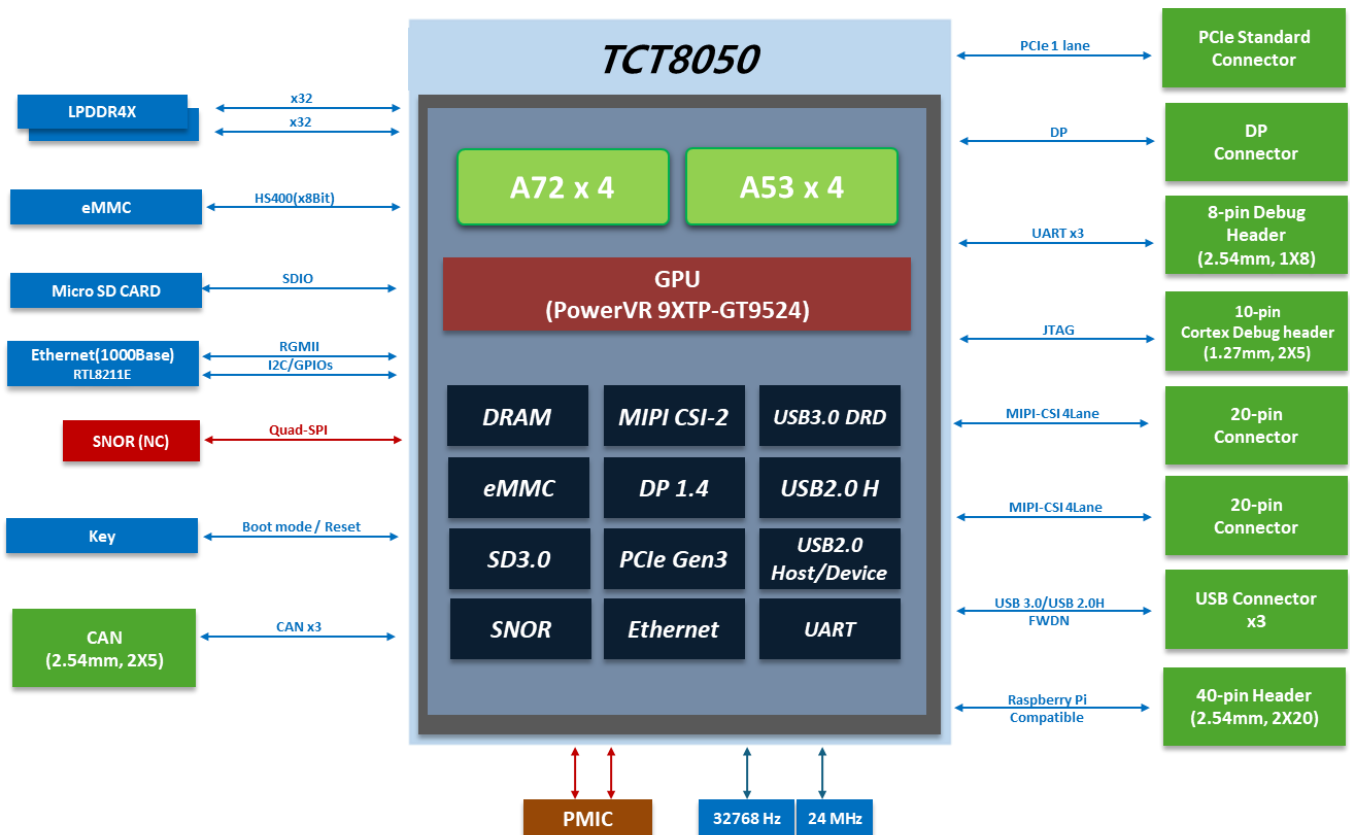 TCT8050
LPDDR4X
x32
x32
eMMC
HS400(x8Bit)
Micro SD CARD
SDIO
Ethernet(1000Base)
RTL8211E
RGMII
I2C/GPIOs
SNOR (NC)
Quad-SPI
Key
Boot mode / Reset
CAN
(2.54mm, 2X5)
CAN x3
A72 x 4
A53 x 4
GPU
(PowerVR 9XTP-GT9524)
DRAM
MIPI CSI-2
USB3.0 DRD
eMMC
DP 1.4
USB2.0 H
SD3.0
PCIe Gen3
USB2.0
Host/Device
SNOR
Ethernet
UART
PCIe 1 lane
PCIe Standard
Connector
DP
DP
Connector
UART x3
8-pin Debug
Header
(2.54mm, 1X8)
JTAG
10-pin
Cortex Debug header
(1.27mm, 2X5)
MIPI-CSI 4Lane
20-pin
Connector
MIPI-CSI 4Lane
20-pin
Connector
USB 3.0/USB 2.0H
FWDN
USB Connector
x3
Raspberry Pi
Compatible
40-pin Header
(2.54mm, 2X20)
PMIC
32768 Hz
24 MHz